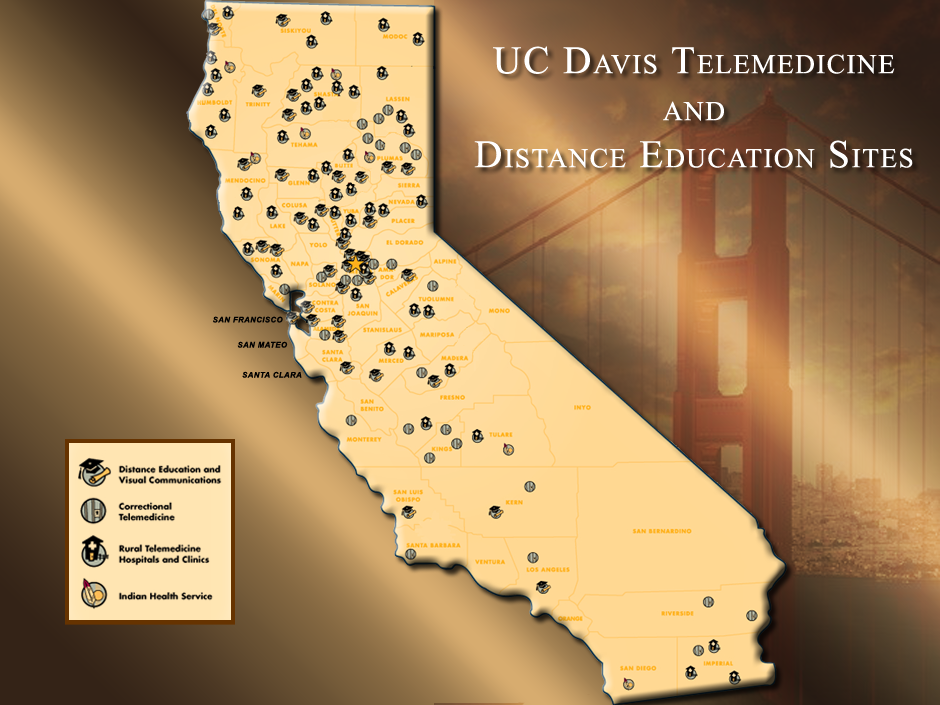 UC DAVIS TELEMEDICINE
AND
DISTANCE EDUCATION SITES
SISKIYOU
MODOC
HUMBOLDT
TRINITY
SHASTA
LASSEN
TEHAMA
PLUMAS
BUTTE
MENDOCINO
GLENN
SIERRA
COLUSA
NEVADA
YUBA
LAKE
PLACER
YOLO
EL DORADO
SONOMA
NAPA
ALPINE
SOLANO
AMADOR
CALAVERAS
MARIN
CONTRA
COSTA
SAN
JOAQUIN
TUOLUMNE
MONO
SAN FRANCISCO
STANISLAUS
MARIPOSA
SAN MATEO
SANTA
CLARA
MERCED
MADERA
SANTA CLARA
FRESNO
SAN
BENITO
INYO
MONTEREY
TULARE
KINGS
SAN LUIS
OBISPO
KERN
SAN BERNARDINO
SANTA BARBARA
VENTURA
LOS ANGELES
RIVERSIDE
ORANGE
SAN DIEGO
IMPERIAL
Distance Education and
Visual Communications
Correctional
Telemedicine
Rural Telemedicine
Hospitals and Clinics
Indian Health Service